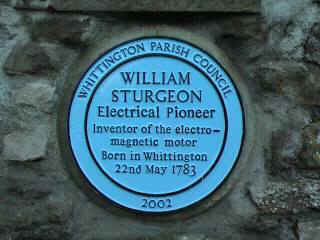 WHITTINGTON PARISH COUNCIL
WILLIAM
STURGEON
Electrical Pioneer
Inventor of the electro-
magnetic motor
Born in Whittington
22nd May 1783
2002